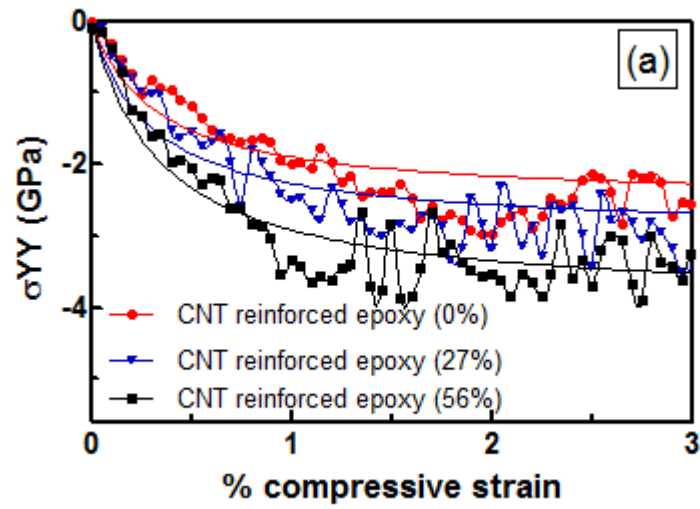 (a)
0
-2
-4
σYY (GPa)
CNT reinforced epoxy (0%)
CNT reinforced epoxy (27%)
CNT reinforced epoxy (56%)
0 1 2 3
% compressive strain